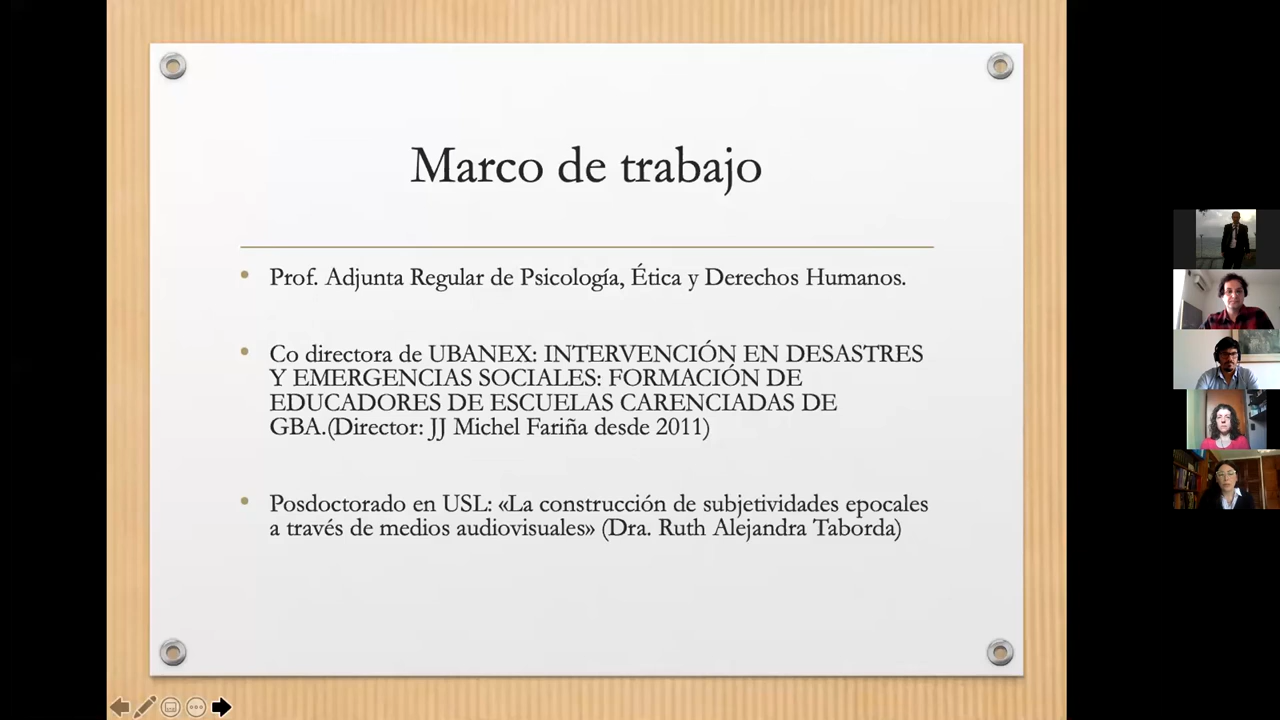 Marco de trabajo
• Prof. Adjunta Regular de Psicología, Ética y Derechos Humanos.
• Co directora de UBANEX: INTERVENCIÓN EN DESASTRES
Y EMERGENCIAS SOCIALES: FORMACIÓN DE
EDUCADORES DE ESCUELAS CARENCIADAS DE
GBA.(Director: JJ Michel Fariña desde 2011)
• Posdoctorado en USL: «La construcción de subjetividades epocales
a través de medios audiovisuales» (Dra. Ruth Alejandra Taborda)